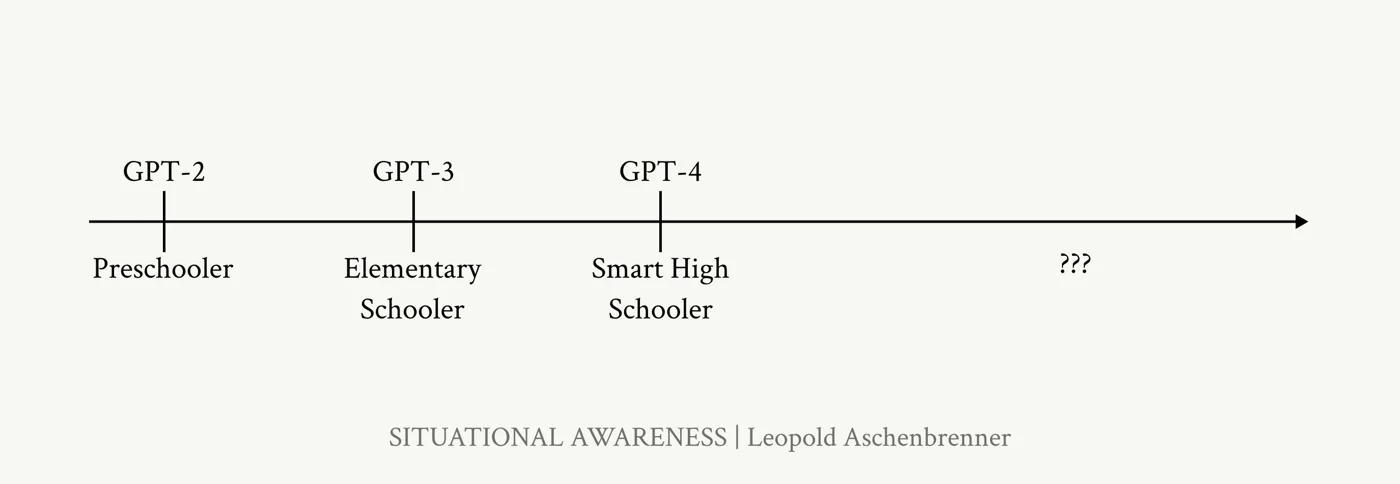 GPT-2
GPT-3
GPT-4
Preschooler
Elementary
Schooler
Smart High
Schooler
???
SITUATIONAL AWARENESS | Leopold Aschenbrenner